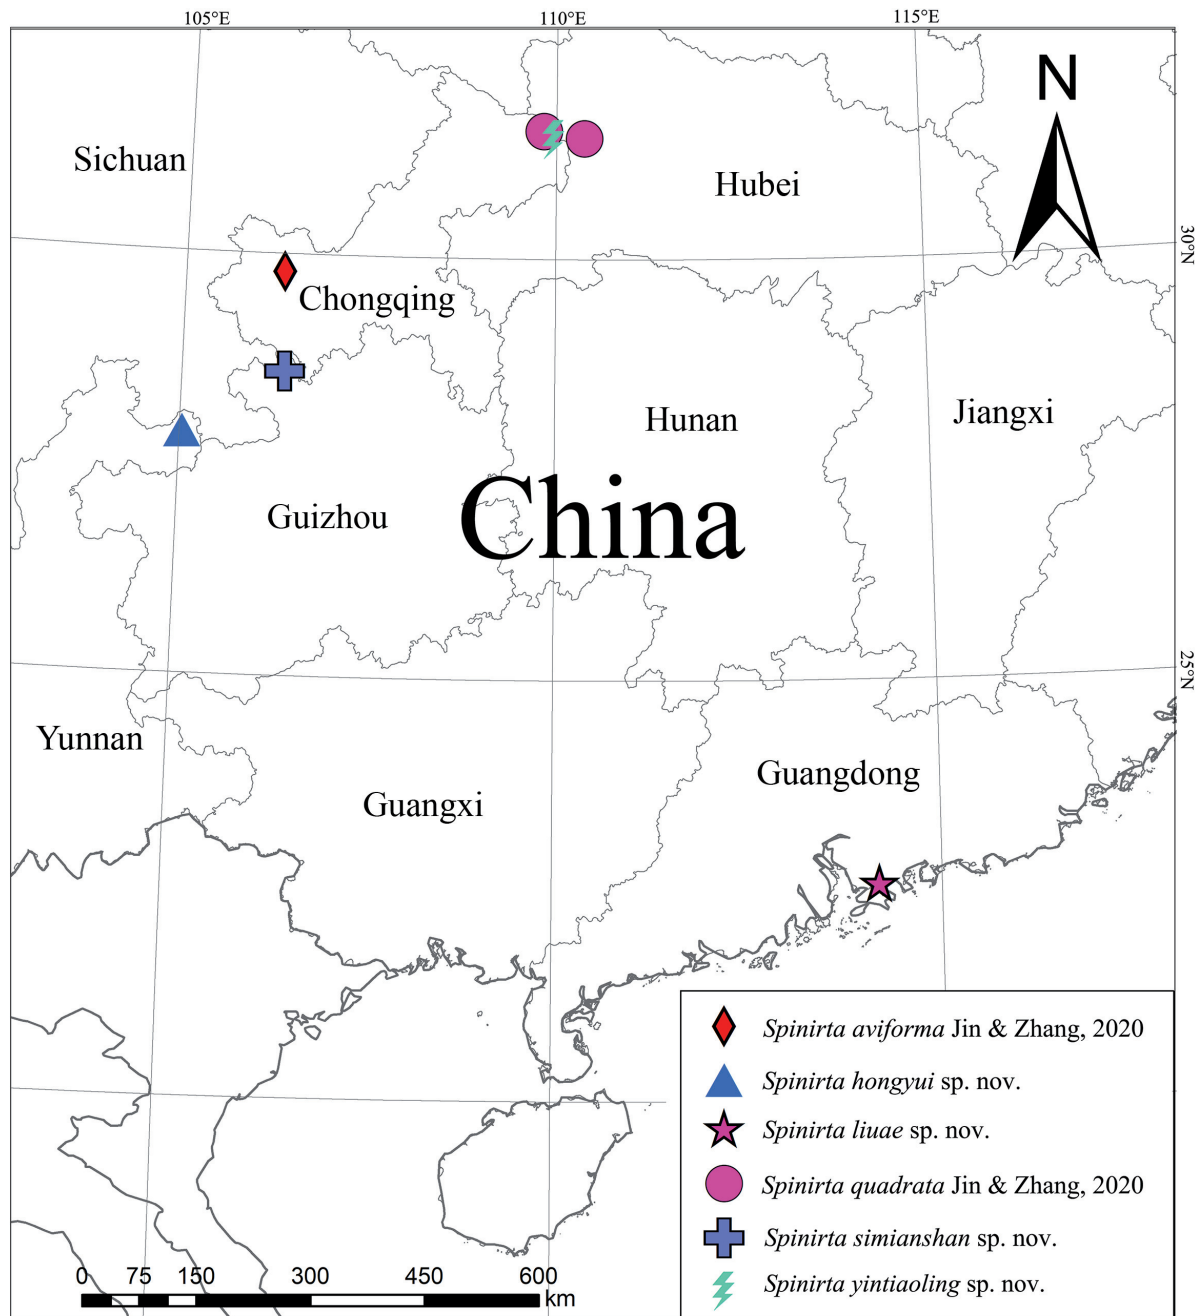 105°E 110°E 115°E
N
Sichuan
Hubei
30°N
Chongqing
Hunan
Jiangxi
China
Guizhou
25°N
Yunnan
Guangdong
Guangxi
Spinirta aviforma Jin & Zhang, 2020
Spinirta hongyui sp. nov.
Spinirta liuae sp. nov.
Spinirta quadrata Jin & Zhang, 2020
Spinirta simianshan sp. nov.
Spinirta yintiaoling sp. nov.
0 75 150 300 450 600
km